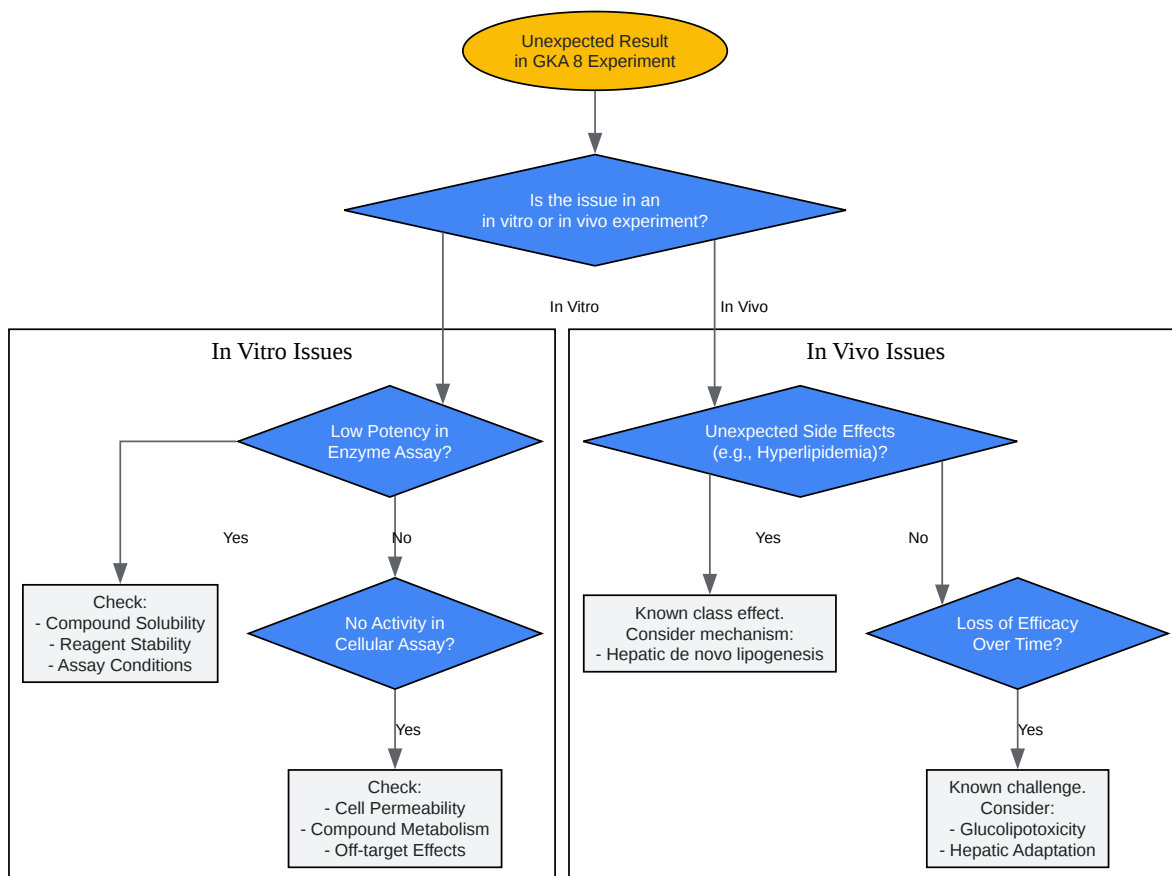 Unexpected Result
in GKA 8 Experiment
Is the issue in an
in vitro or in vivo experiment?
In Vitro
In Vivo
In Vitro Issues
Low Potency in
Enzyme Assay?
Yes
No
Check:
- Compound Solubility
- Reagent Stability
- Assay Conditions
No Activity in
Cellular Assay?
Yes
Check:
- Cell Permeability
- Compound Metabolism
- Off-target Effects
In Vivo Issues
Unexpected Side Effects
(e.g., Hyperlipidemia)?
Yes
No
Known class effect.
Consider mechanism:
- Hepatic de novo lipogenesis
Loss of Efficacy
Over Time?
Yes
Known challenge.
Consider:
- Glucolipotoxicity
- Hepatic Adaptation